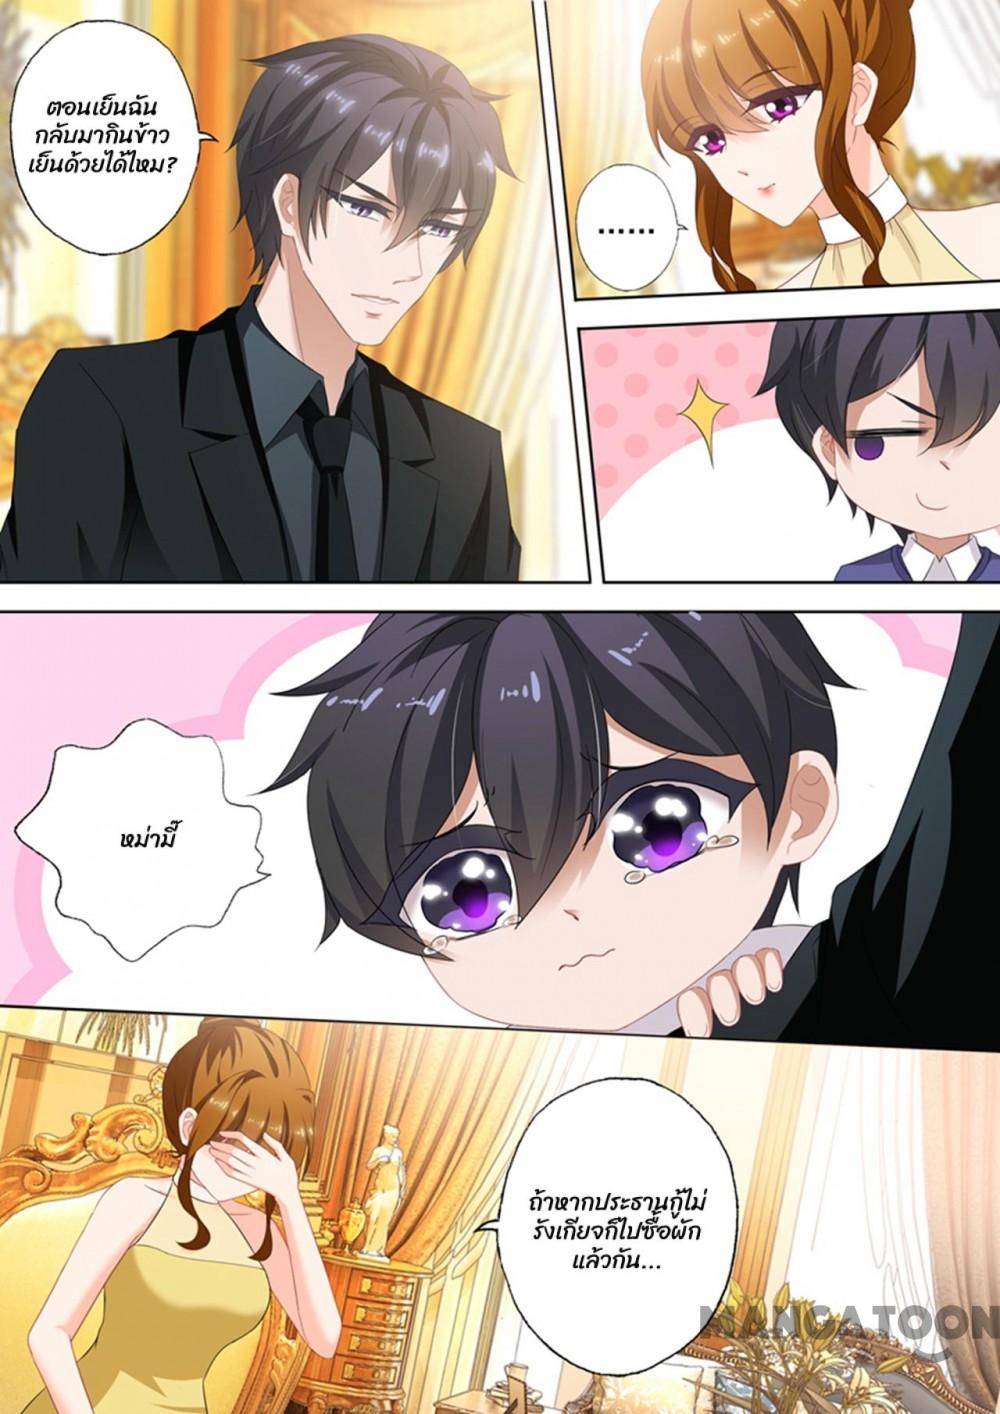 ตอนเย็นฉัน
กลับมากินข้าว
เย็นด้วยได้ไหม?
......
หม่ามี๊
ถ้าหากประธานกู้ไม่
รังเกียจก็ไปซื้อผัก
แล้วกัน...
MANGATOON